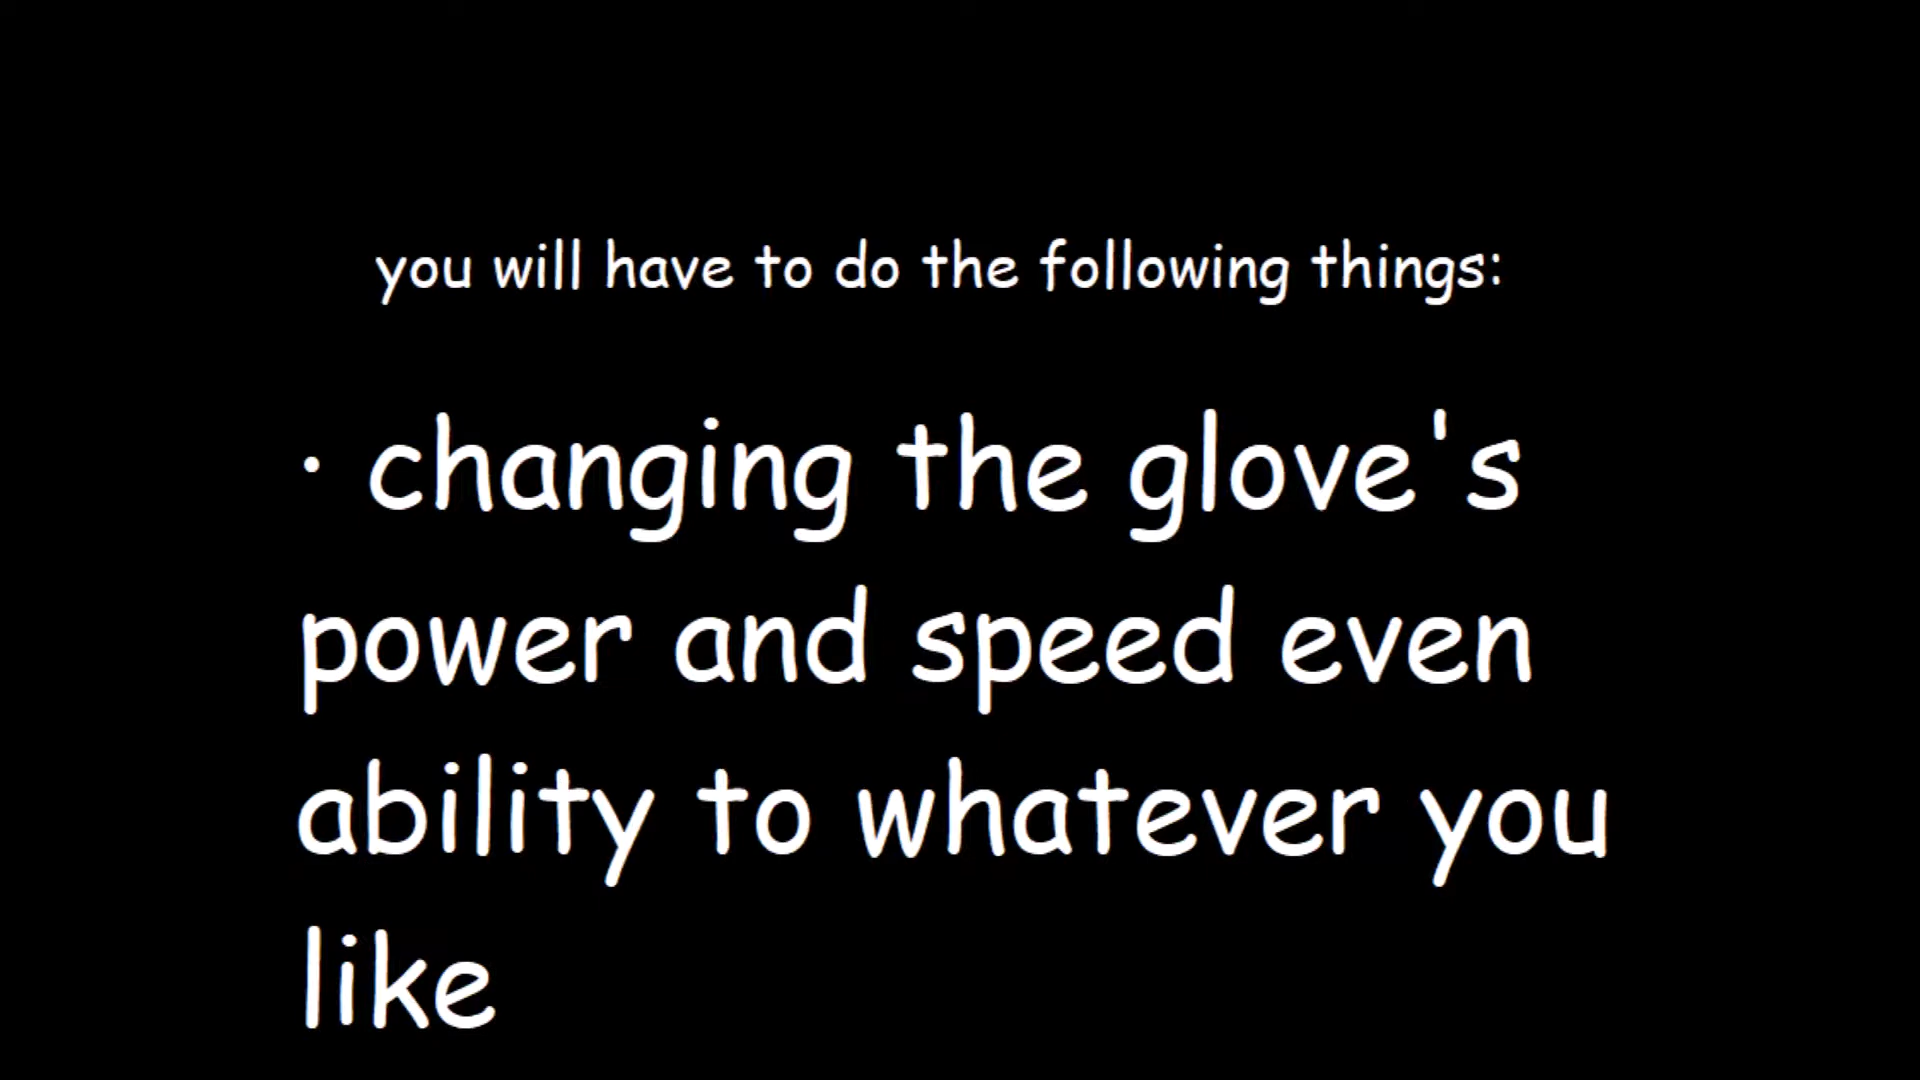 you will have to do the following things:
· changing the glove's
power and speed even
ability to whatever you
like